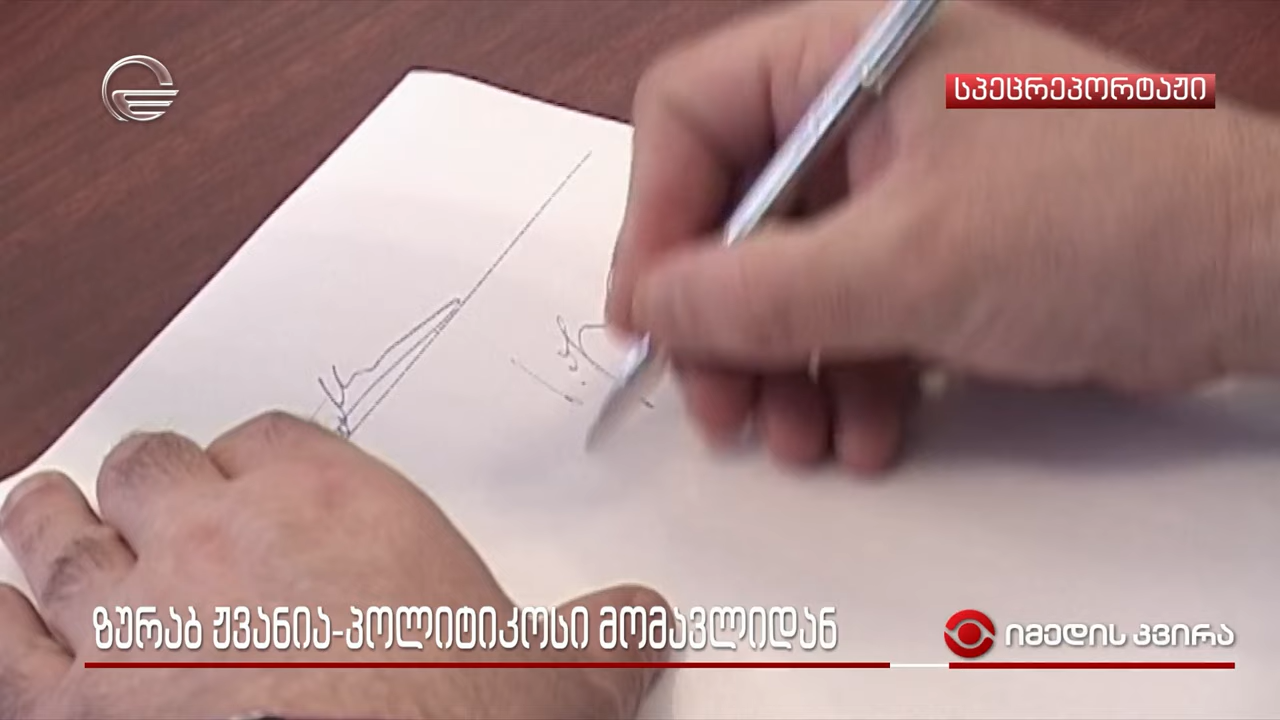 სპეცრეპორტაჟი
ზურაბ ჟვანია-პოლიტიკოსი მომავლიდან
იმედის კვირა